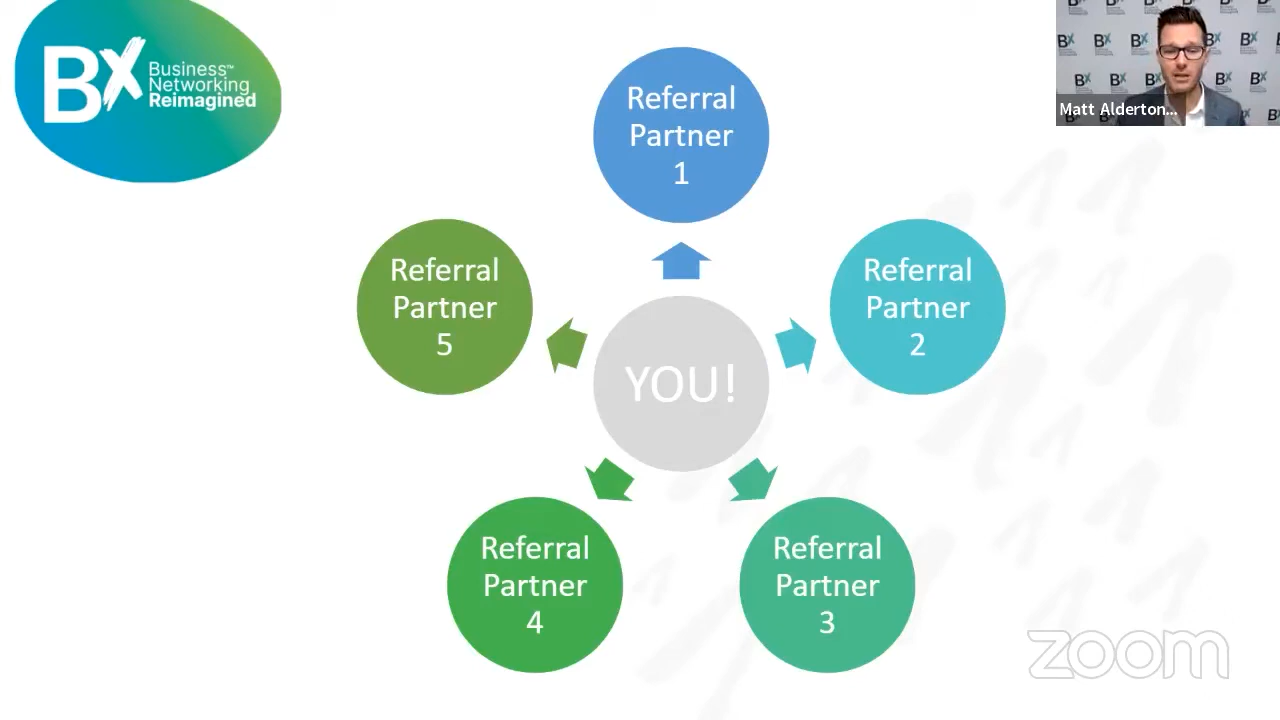 BX
Business™
Networking
Reimagined
Matt Alderton...
Referral
Partner
1
Referral
Partner
5
Referral
Partner
2
YOU!
Referral
Partner
4
Referral
Partner
3
zoom